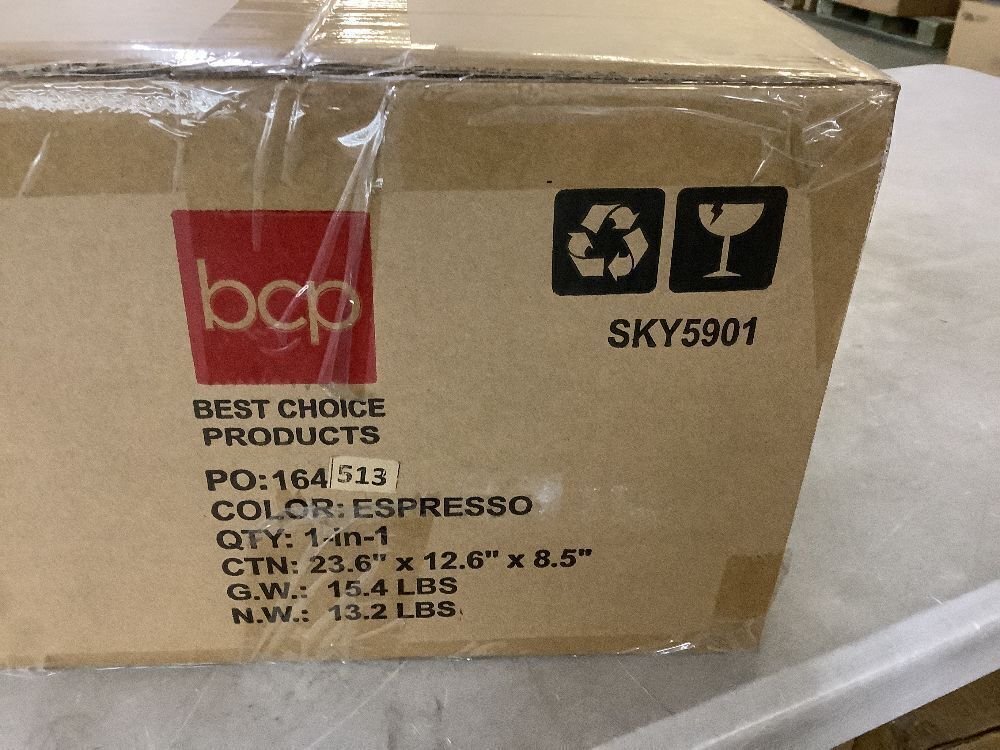 bcp
BEST CHOICE
PRODUCTS
SKY5901
PO:164 513
COLOR: ESPRESSO
QTY: 1-in-1
CTN: 23.6" x 12.6" x 8.5"
G.W.: 15.4 LBS
N.W.: 13.2 LBS